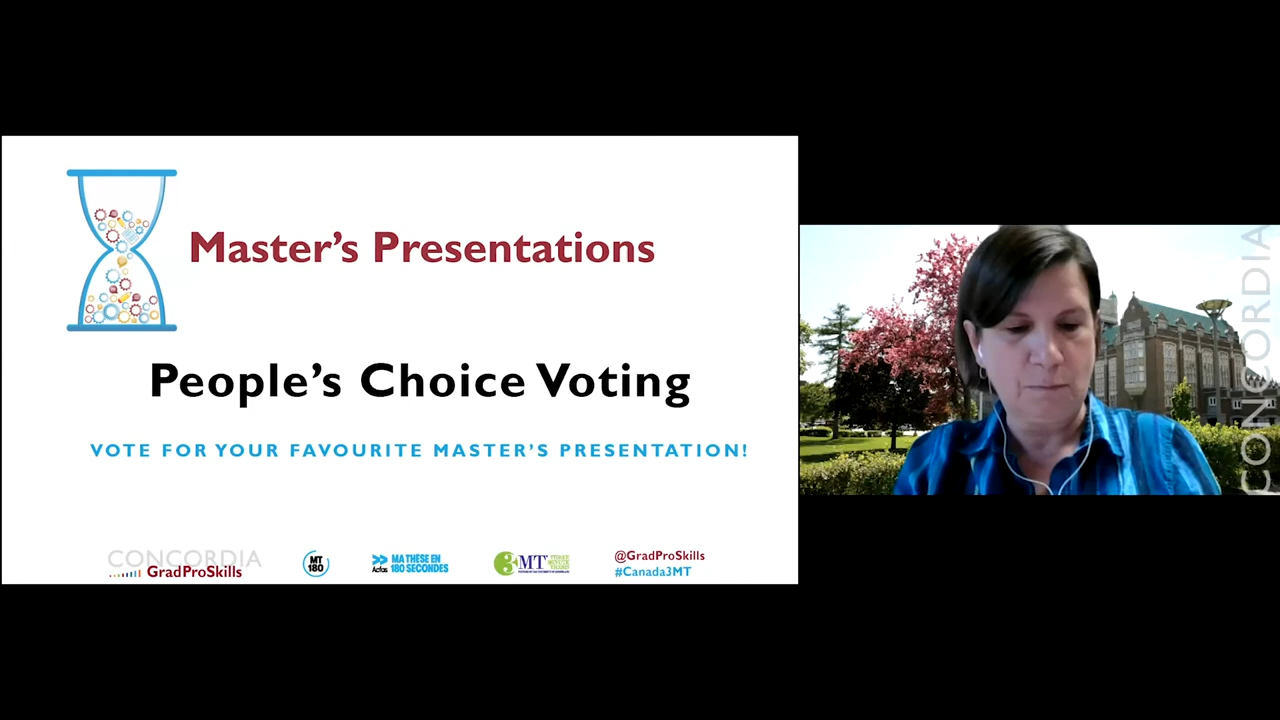 Master’s Presentations
People’s Choice Voting
VOTE FOR YOUR FAVOURITE MASTER’S PRESENTATION!
CONCORDIA
GradProSkills
MT
180
Acfas
MA THÈSE EN
180 SECONDES
3MT
@GradProSkills
#Canada3MT
CONCORDIA